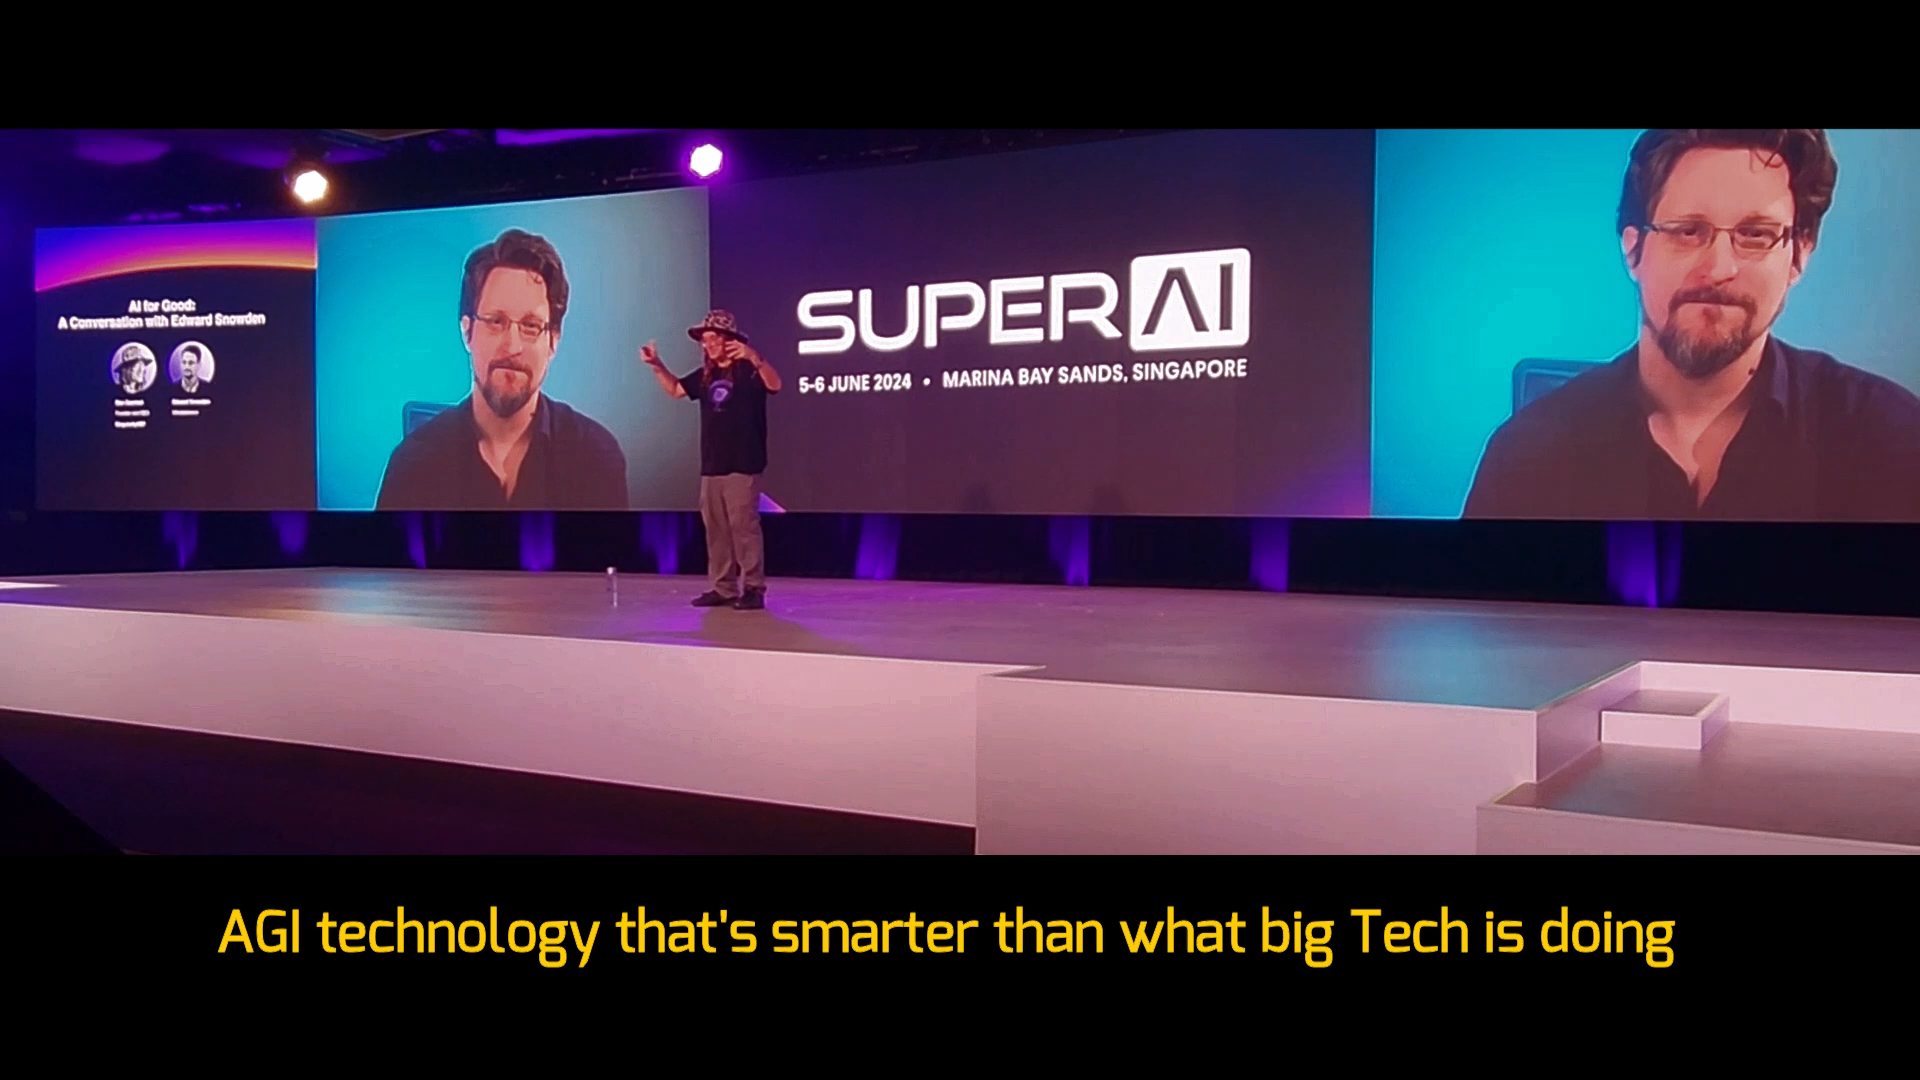 AI for Good:
A Conversation with Edward Snowden
SUPER AI
5-6 JUNE 2024 • MARINA BAY SANDS, SINGAPORE
AGI technology that's smarter than what big Tech is doing